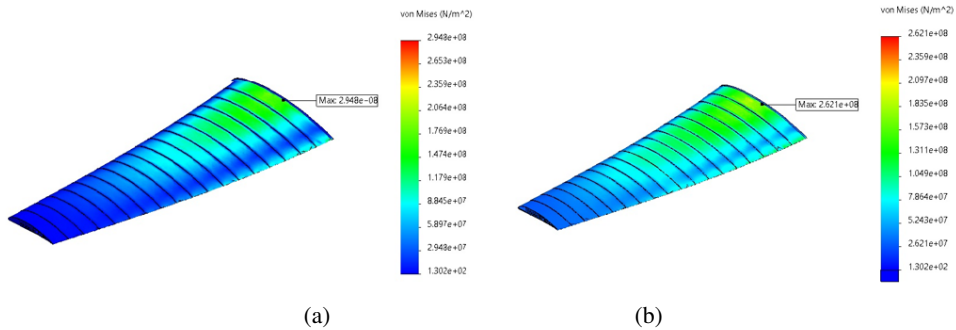 von Mises (N/m^2)
2.948e+08
2.653e+08
2.359e+08
2.064e+08
1.769e+08
1.474e+08
1.179e+08
8.845e+07
5.897e+07
2.943e+07
1.302e+02
Max: 2.948e-08
(a)
von Mises (N/m^2)
2.621e+08
2.359e+08
2.097e+08
1.835e+08
1.573e+08
1.311e+08
1.049e+08
7.864e+07
5.243e+07
2.621e+07
1.302e+02
Max: 2.621e+08
(b)